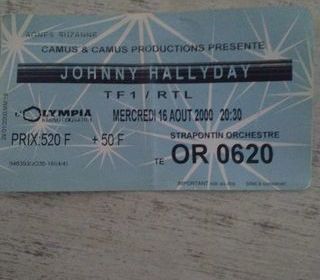 AGNES SUZANNE
CAMUS & CAMUS PRODUCTIONS PRESENTE
JOHNNY HALLYDAY
TF1 / RTL
OLYMPIA
MERCREDI 16 AOUT 2000 20:30
PRIX:520 F + 50 F
STRAPONTIN ORCHESTRE
TE OR 0620